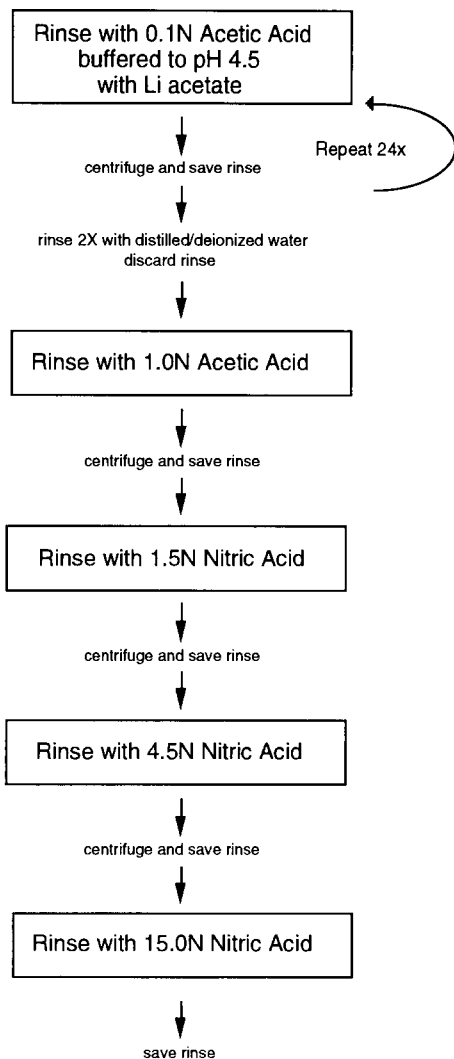 Rinse with 0.1N Acetic Acid
buffered to pH 4.5
with Li acetate
Repeat 24x
centrifuge and save rinse
rinse 2X with distilled/deionized water
discard rinse
Rinse with 1.0N Acetic Acid
centrifuge and save rinse
Rinse with 1.5N Nitric Acid
centrifuge and save rinse
Rinse with 4.5N Nitric Acid
centrifuge and save rinse
Rinse with 15.0N Nitric Acid
save rinse